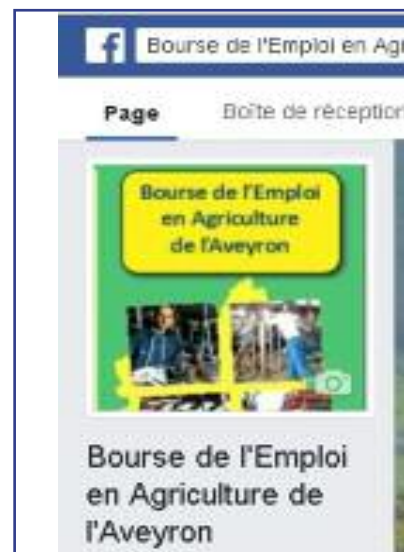 f Bourse de l'Emploi en Agr
Page Boîte de réception
Bourse de l'Emploi
en Agriculture
de l'Aveyron
Bourse de l'Emploi
en Agriculture de
l'Aveyron